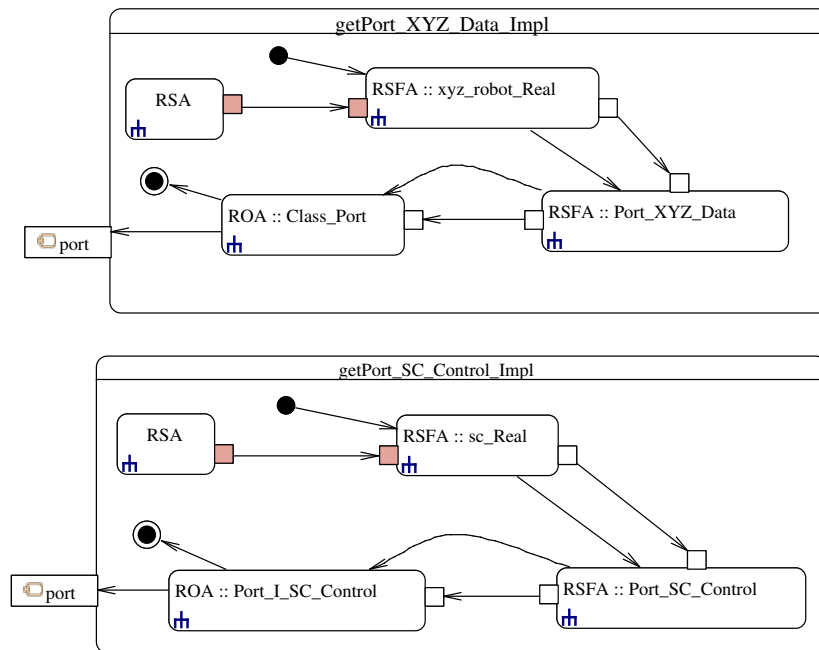 getPort_XYZ_Data_Impl
RSA
RSFA :: xyz_robot_Real
ROA :: Class_Port
RSFA :: Port_XYZ_Data
port
getPort_SC_Control_Impl
RSA
RSFA :: sc_Real
ROA :: Port_I_SC_Control
RSFA :: Port_SC_Control
port